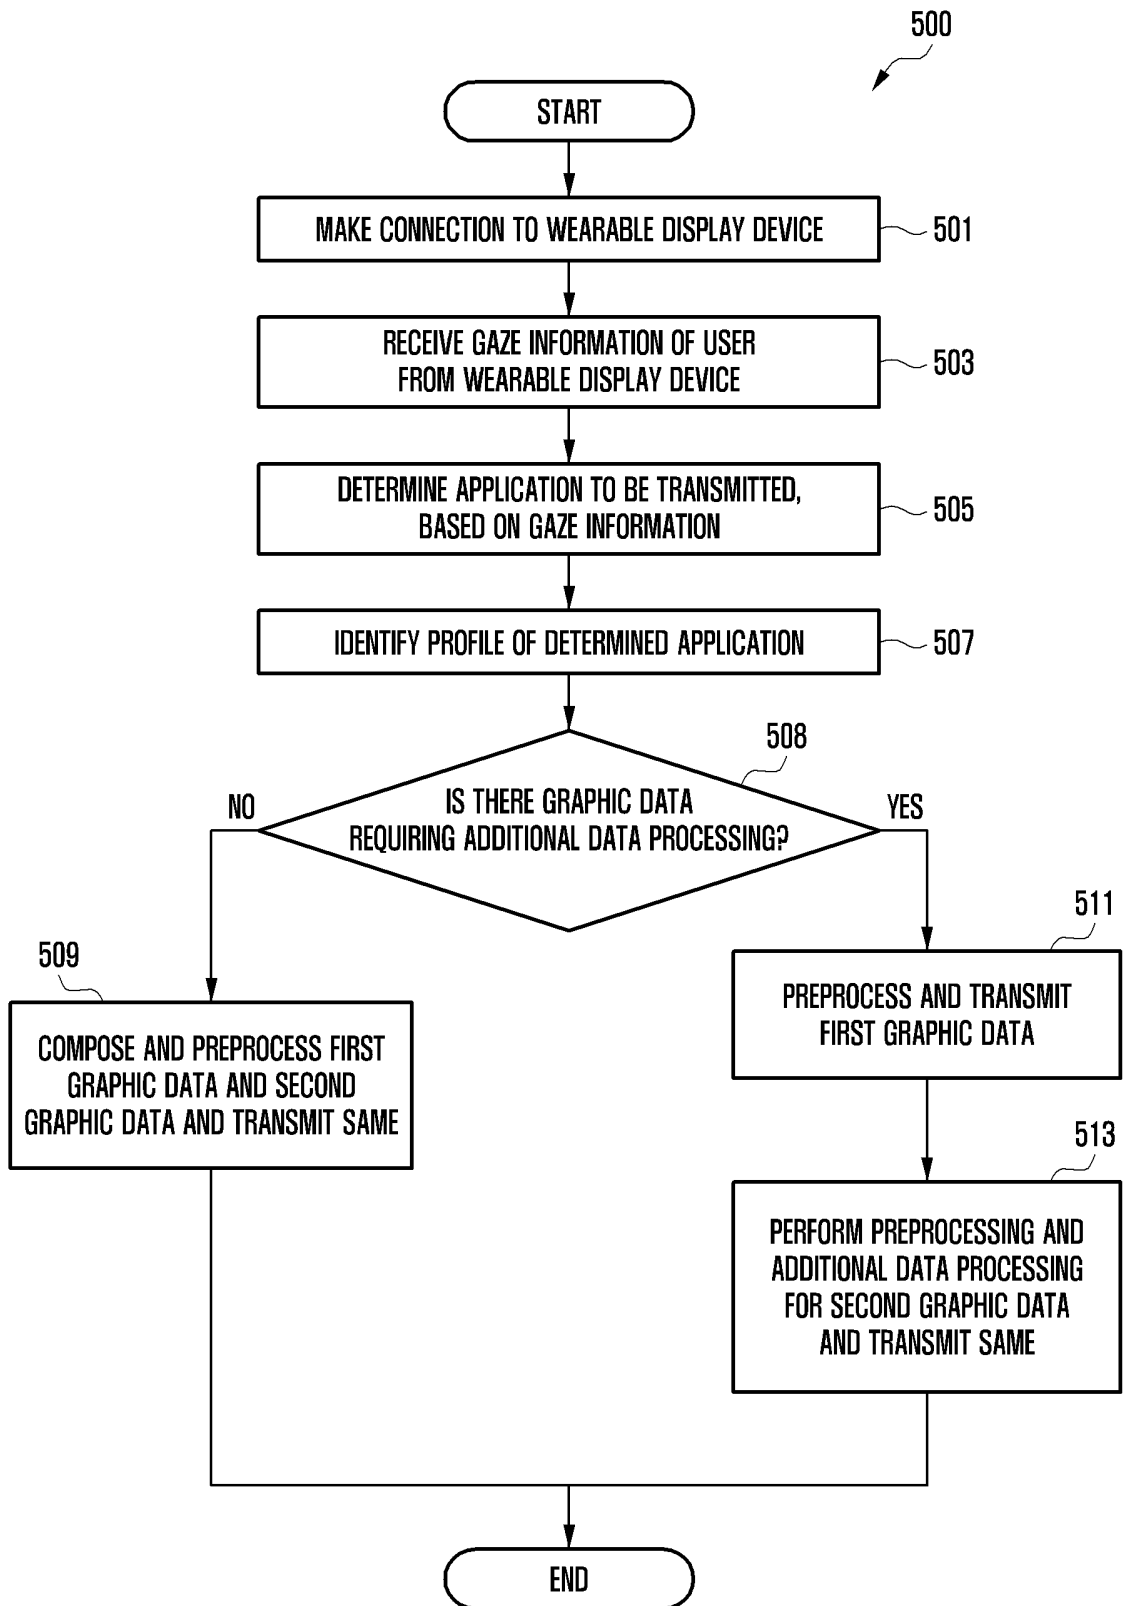 500
START
MAKE CONNECTION TO WEARABLE DISPLAY DEVICE
501
RECEIVE GAZE INFORMATION OF USER
FROM WEARABLE DISPLAY DEVICE
503
DETERMINE APPLICATION TO BE TRANSMITTED,
BASED ON GAZE INFORMATION
505
IDENTIFY PROFILE OF DETERMINED APPLICATION
507
508
IS THERE GRAPHIC DATA
REQUIRING ADDITIONAL DATA PROCESSING?
NO
YES
509
COMPOSE AND PREPROCESS FIRST
GRAPHIC DATA AND SECOND
GRAPHIC DATA AND TRANSMIT SAME
511
PREPROCESS AND TRANSMIT
FIRST GRAPHIC DATA
513
PERFORM PREPROCESSING AND
ADDITIONAL DATA PROCESSING
FOR SECOND GRAPHIC DATA
AND TRANSMIT SAME
END